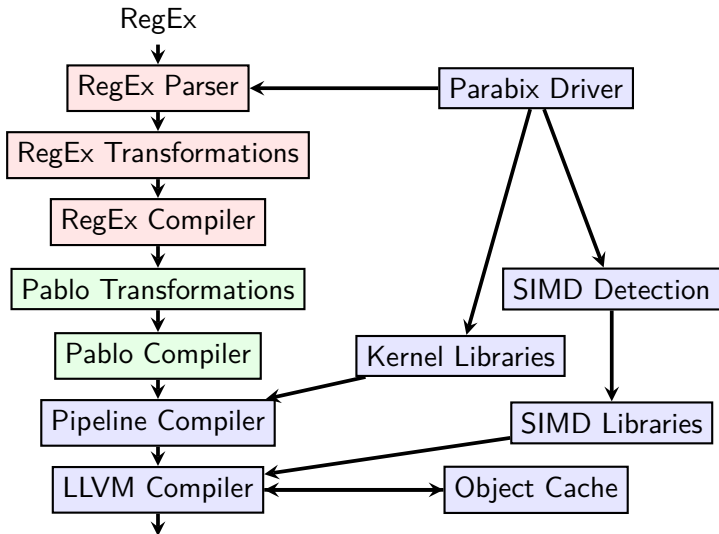 RegEx
RegEx Parser
Parabix Driver
RegEx Transformations
RegEx Compiler
Pablo Transformations
SIMD Detection
Pablo Compiler
Kernel Libraries
Pipeline Compiler
SIMD Libraries
LLVM Compiler
Object Cache